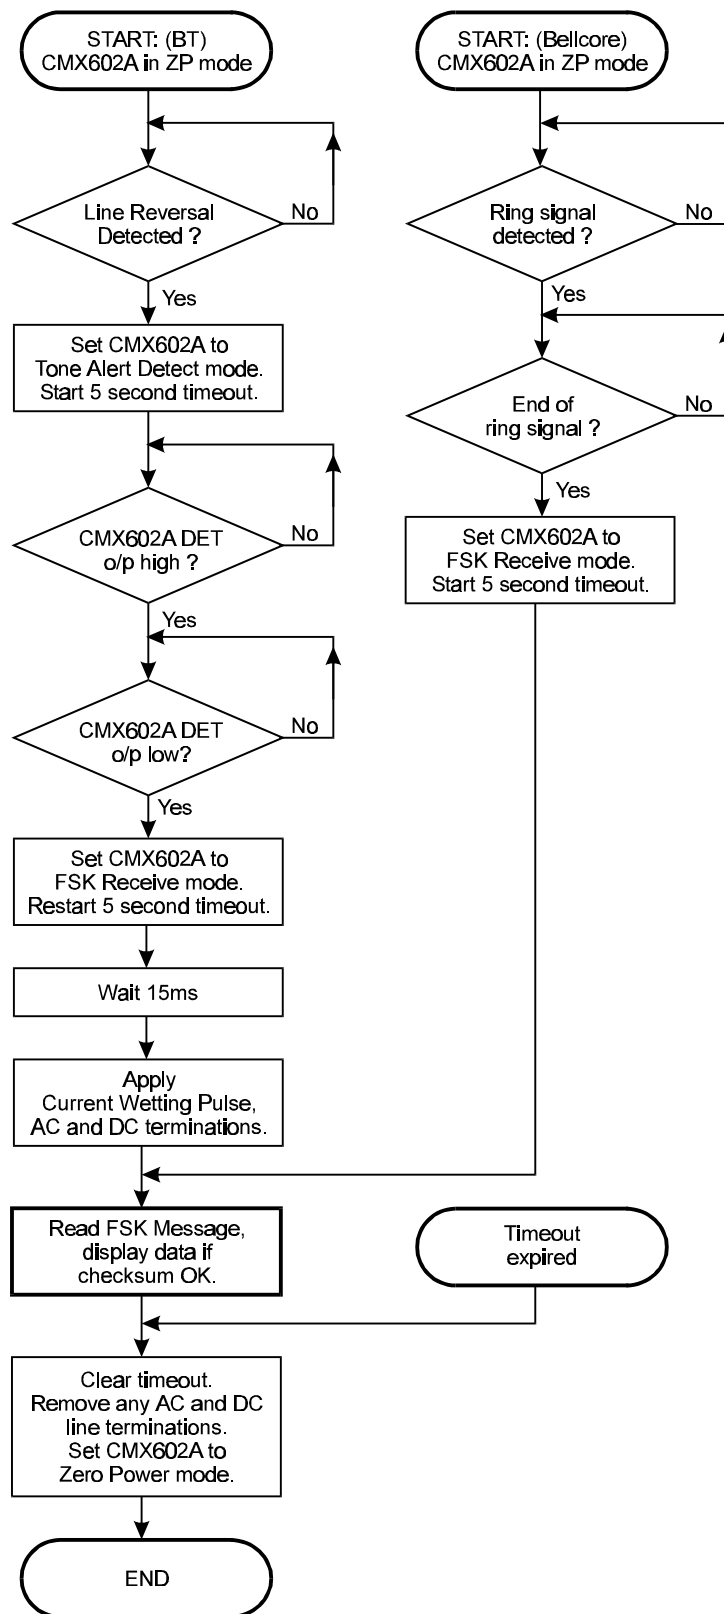 START: (BT)
CMX602A in ZP mode
Line Reversal
Detected ?
No
Yes
Set CMX602A to
Tone Alert Detect mode.
Start 5 second timeout.
CMX602A DET
o/p high ?
No
Yes
CMX602A DET
o/p low?
No
Yes
Set CMX602A to
FSK Receive mode.
Restart 5 second timeout.
Wait 15ms
Apply
Current Wetting Pulse,
AC and DC terminations.
Read FSK Message,
display data if
checksum OK.
Clear timeout.
Remove any AC and DC
line terminations.
Set CMX602A to
Zero Power mode.
END
START: (Bellcore)
CMX602A in ZP mode
Ring signal
detected ?
No
Yes
End of
ring signal ?
No
Yes
Set CMX602A to
FSK Receive mode.
Start 5 second timeout.
Timeout
expired